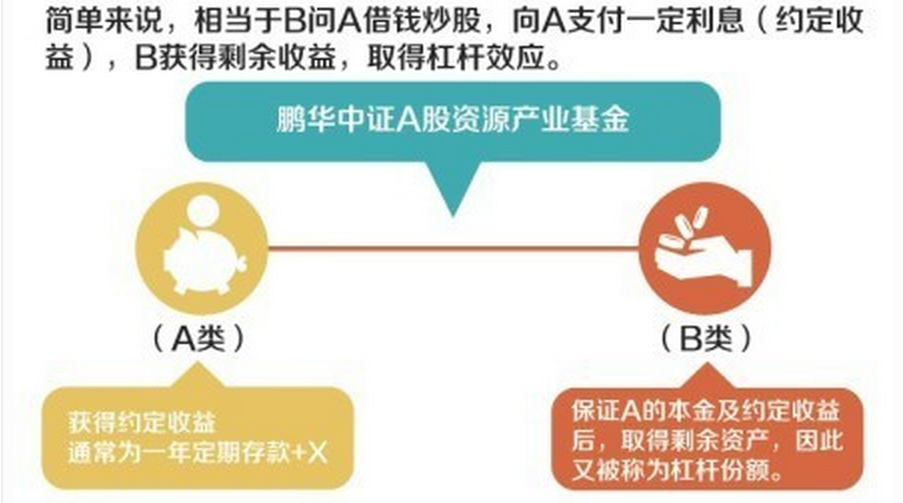 简单来说，相当于B问A借钱炒股，向A支付一定利息（约定收
益），B获得剩余收益，取得杠杆效应。
鹏华中证A股资源产业基金
（A类）
（B类）
获得约定收益
通常为一年定期存款+X
保证A的本金及约定收益
后，取得剩余资产，因此
又被称为杠杆份额。